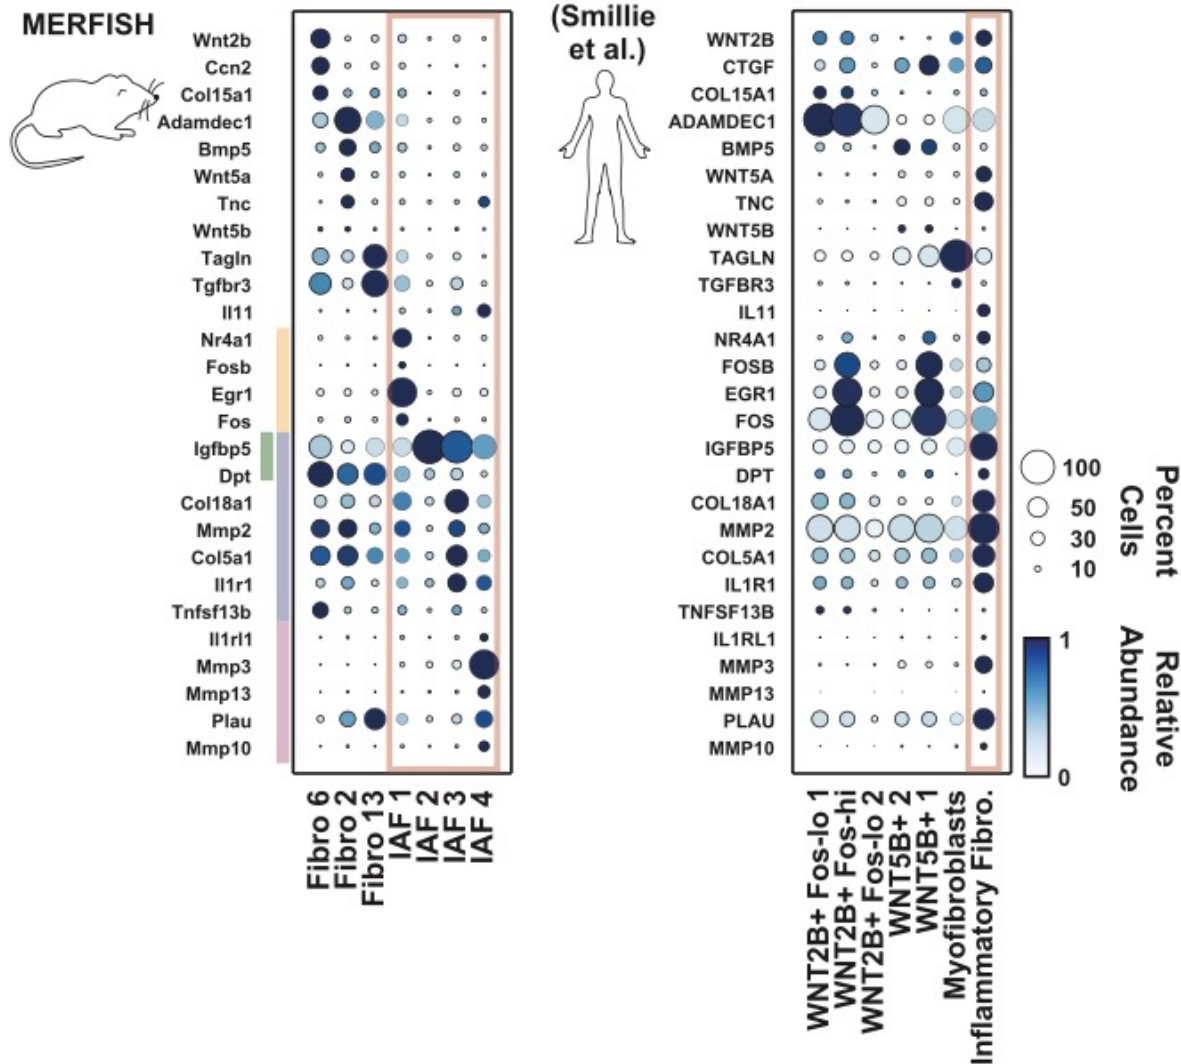 MERFISH
Wnt2b
Ccn2
Col15a1
Adamdec1
Bmp5
Wnt5a
Tnc
Wnt5b
Tagln
Tgfbr3
Il11
Nr4a1
Fosb
Egr1
Fos
Igfbp5
Dpt
Col18a1
Mmp2
Col5a1
Il1r1
Tnfsf13b
Il1rl1
Mmp3
Mmp13
Plau
Mmp10
Fibro 6
Fibro 2
Fibro 13
IAF 1
IAF 2
IAF 3
IAF 4
(Smillie
et al.)
WNT2B
CTGF
COL15A1
ADAMDEC1
BMP5
WNT5A
TNC
WNT5B
TAGLN
TGFBR3
IL11
NR4A1
FOSB
EGR1
FOS
IGFBP5
DPT
COL18A1
MMP2
COL5A1
IL1R1
TNFSF13B
IL1RL1
MMP3
MMP13
PLAU
MMP10
WNT2B+ Fos-lo 1
WNT2B+ Fos-hi
WNT2B+ Fos-lo 2
WNT5B+ 2
WNT5B+ 1
Myofibroblasts
Inflammatory Fibro.
100
50
30
10
Percent
Cells
1
0
Relative
Abundance